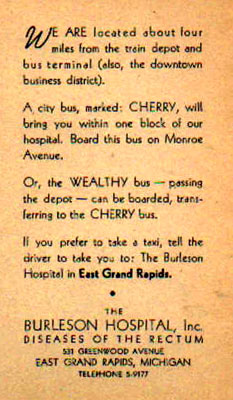 WE ARE located about four
miles from the train depot and
bus terminal (also, the downtown
business district).
A city bus, marked: CHERRY, will
bring you within one block of our
hospital. Board this bus on Monroe
Avenue.
Or, the WEALTHY bus — passing
the depot — can be boarded, trans-
ferring to the CHERRY bus.
If you prefer to take a taxi, tell the
driver to take you to: The Burleson
Hospital in East Grand Rapids.
•
THE
BURLESON HOSPITAL, Inc.
DISEASES OF THE RECTUM
531 GREENWOOD AVENUE
EAST GRAND RAPIDS, MICHIGAN
TELEPHONE 5-9177